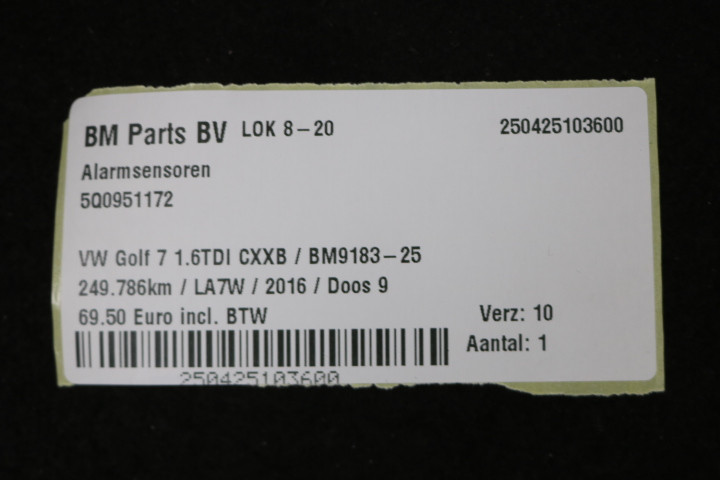 BM Parts BV LOK 8-20 250425103600
Alarmsensoren
5Q0951172
VW Golf 7 1.6TDI CXXB / BM9183-25
249.786km / LA7W / 2016 / Doos 9
69.50 Euro incl. BTW Verz: 10
Aantal: 1
250425103600